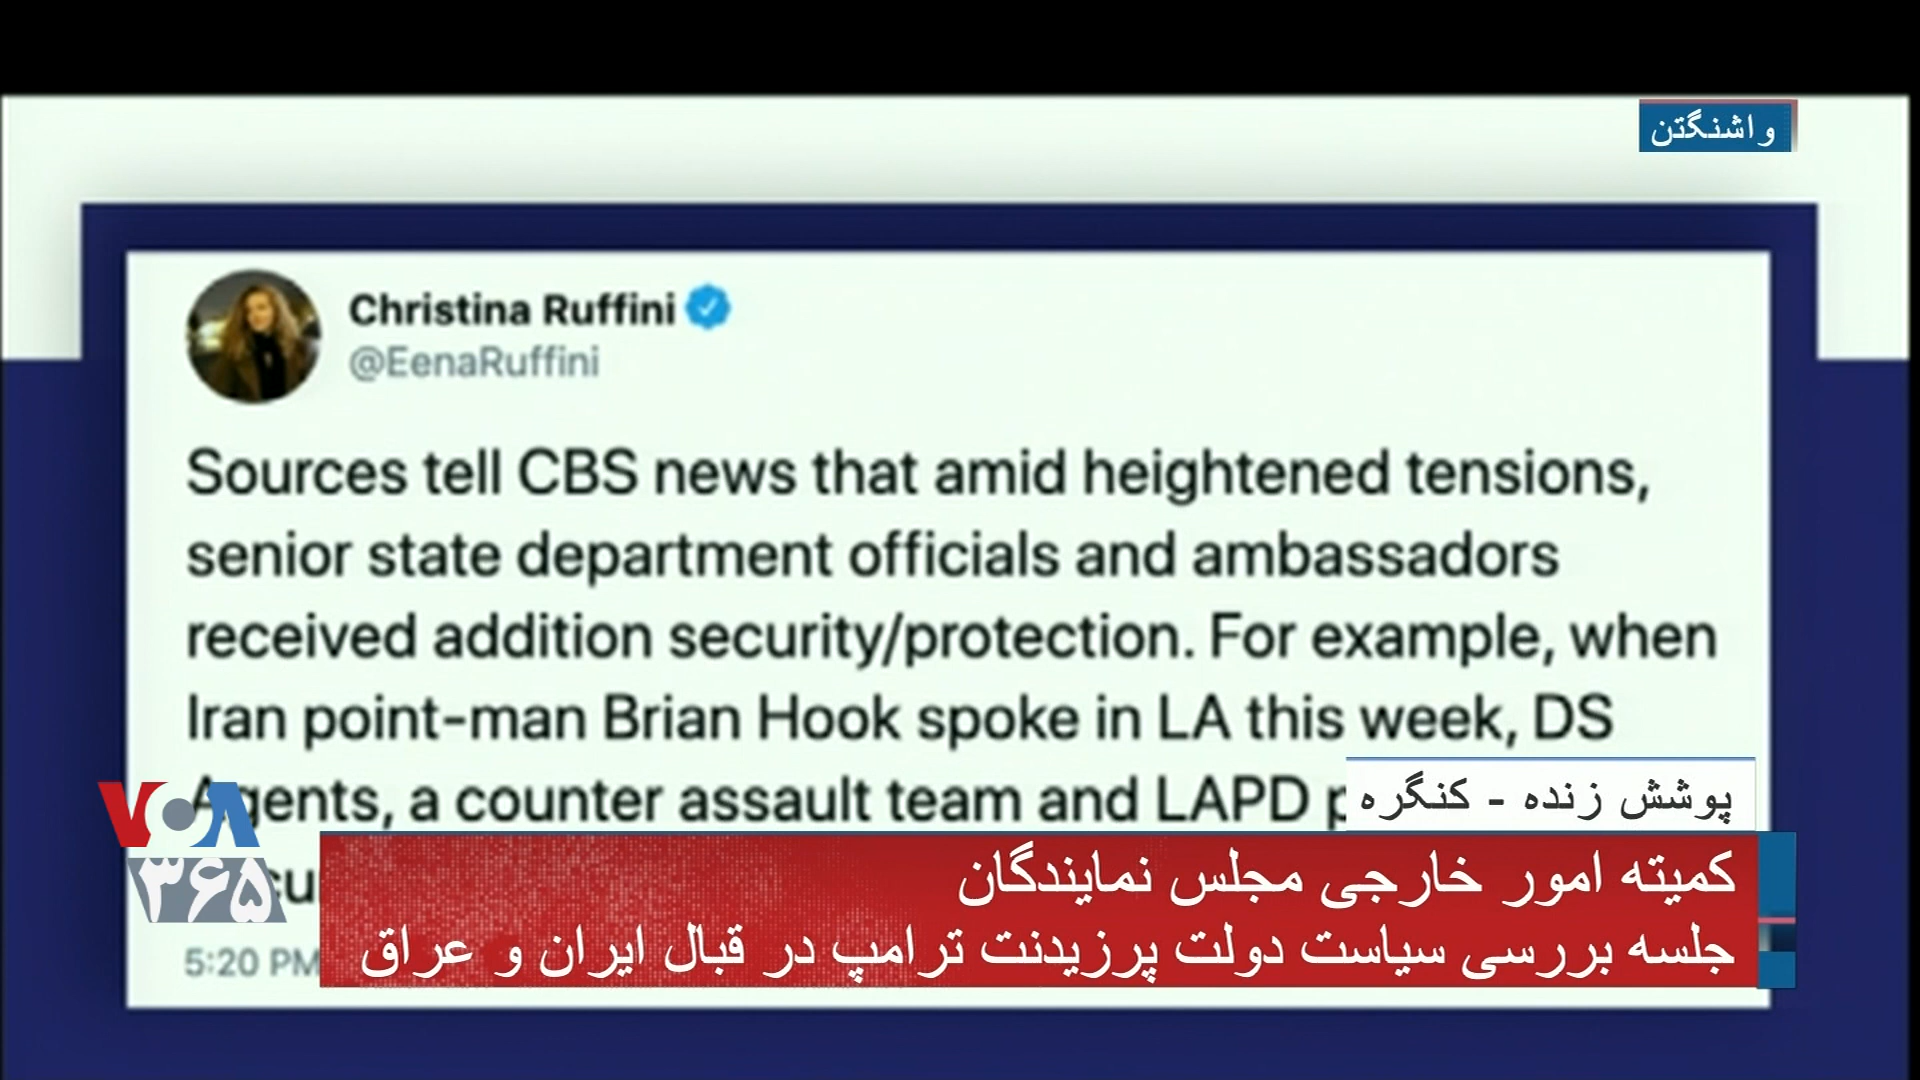 واشنگتن
Christina Ruffini
@EenaRuffini
Sources tell CBS news that amid heightened tensions,
senior state department officials and ambassadors
received addition security/protection. For example, when
Iran point-man Brian Hook spoke in LA this week, DS
Agents, a counter assault team and LAPD
5:20 PM
پوشش زنده - کنگره
کمیته امور خارجی مجلس نمایندگان
جلسه بررسی سیاست دولت پرزیدنت ترامپ در قبال ایران و عراق
VOA
۳۶۵